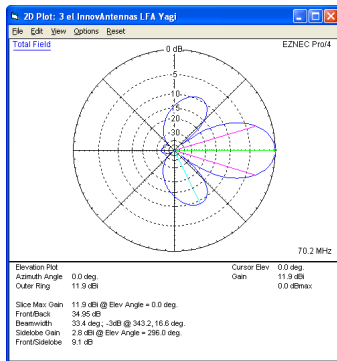 2D Plot: 3 el InnovAntennas LFA Yagi
File Edit View Options Reset
Total Field
EZNEC Pro/4
0 dB
-5
-10
-15
-20
-30
70.2 MHz
Elevation Plot
Azimuth Angle 0.0 deg.
Outer Ring 11.9 dBi
Cursor Elev 0.0 deg.
Gain 11.9 dBi
0.0 dBmax
Slice Max Gain 11.9 dBi @ Elev Angle = 0.0 deg.
Front/Back 34.95 dB
Beamwidth 33.4 deg.; -3dB @ 343.2, 16.6 deg.
Sidelobe Gain 2.8 dBi @ Elev Angle = 296.0 deg.
Front/Sidelobe 9.1 dB